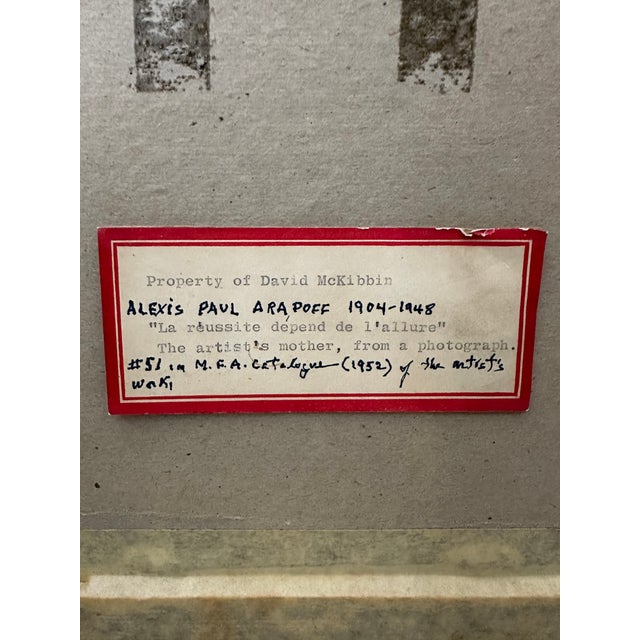 Property of David McKibbin
ALEXIS PAUL ARAPOFF 1904-1948
"La réussite dépend de l'allure"
The artist's mother, from a photograph.
#51 in M.F.A. Catalogue (1952) of the artist's
work,